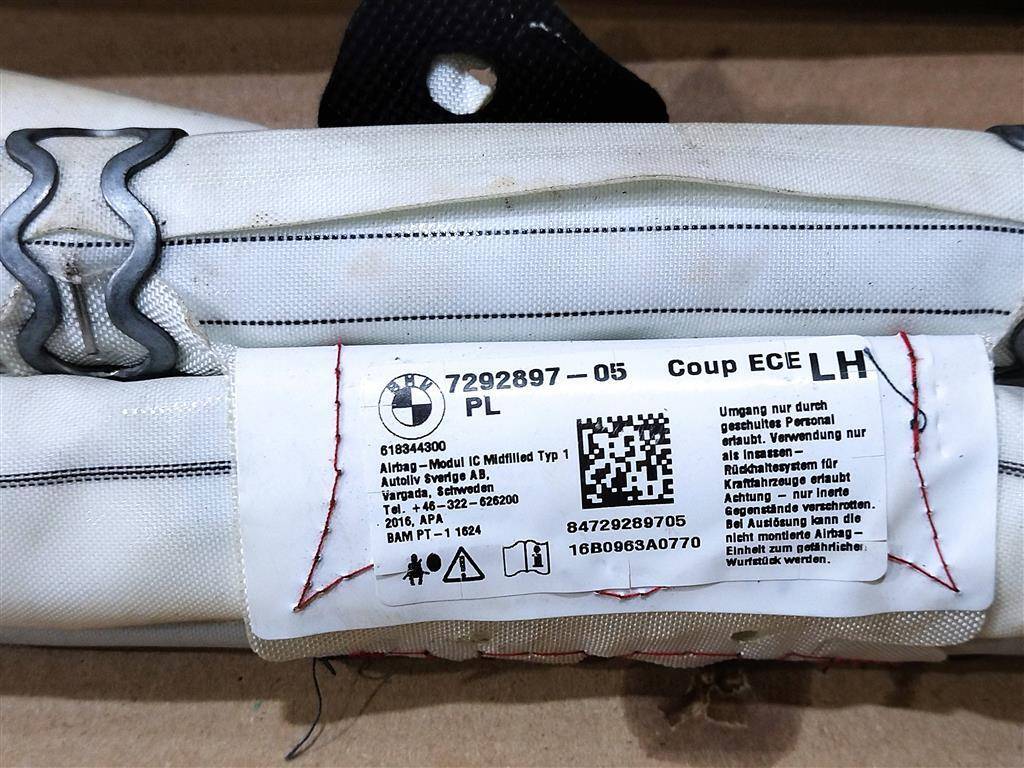 BMW
7292897-05
PL
Coup ECE LH
618344300
Airbag-Modul IC Midfilled Typ 1
Autoliv Sverige AB,
Vargada, Schweden
Tel. +46-322-626200
2016, APA
BAM PT-1 1624
84729289705
16B0963A0770
Umgang nur durch
geschultes Personal
erlaubt. Verwendung nur
als Insassen-
Rückhaltesystem für
Kraftfahrzeuge erlaubt
Achtung - nur inerte
Gegenstände verschrotten.
Bei Auslösung kann die
nicht montierte Airbag-
Einheit zum gefährlichen
Wurfstück werden.